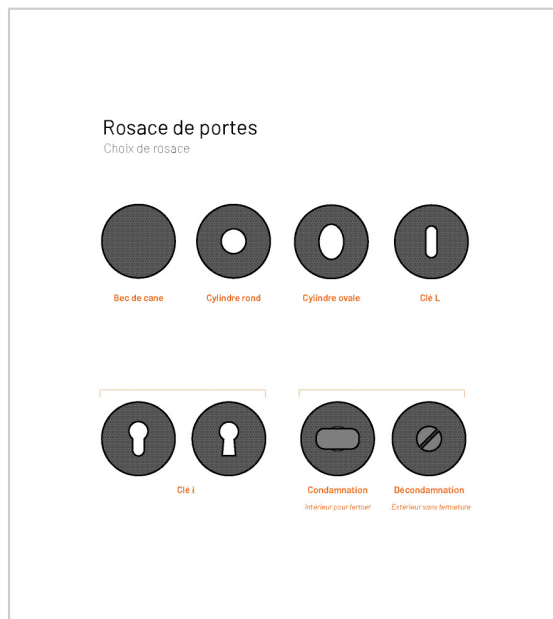 Rosace de portes
Choix de rosace
Bec de cane
Cylindre rond
Cylindre ovale
Clé L
Clé i
Condamnation
Décondamnation
Intérieur pour fermer
Extérieur sans fermeture